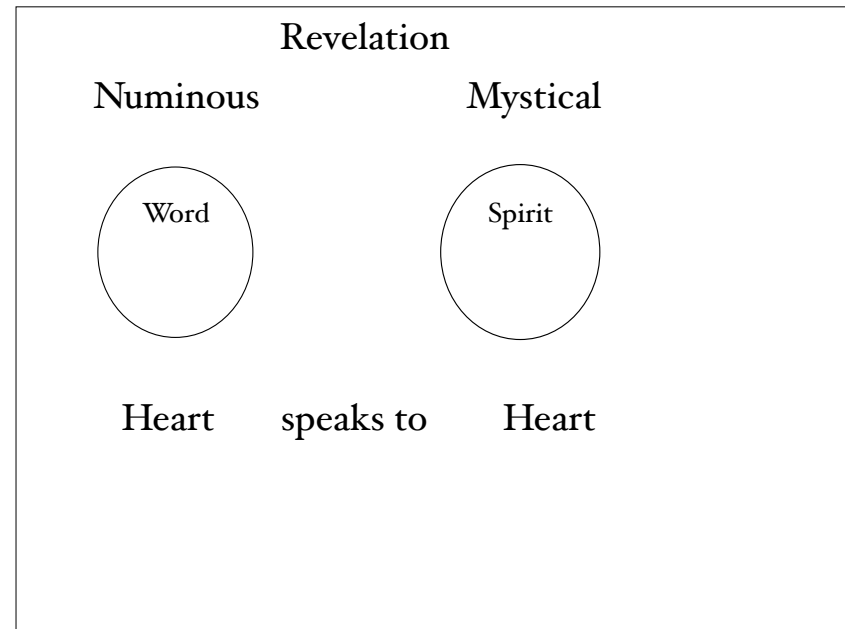 Revelation
Numinous Mystical
Word Spirit
Heart speaks to Heart